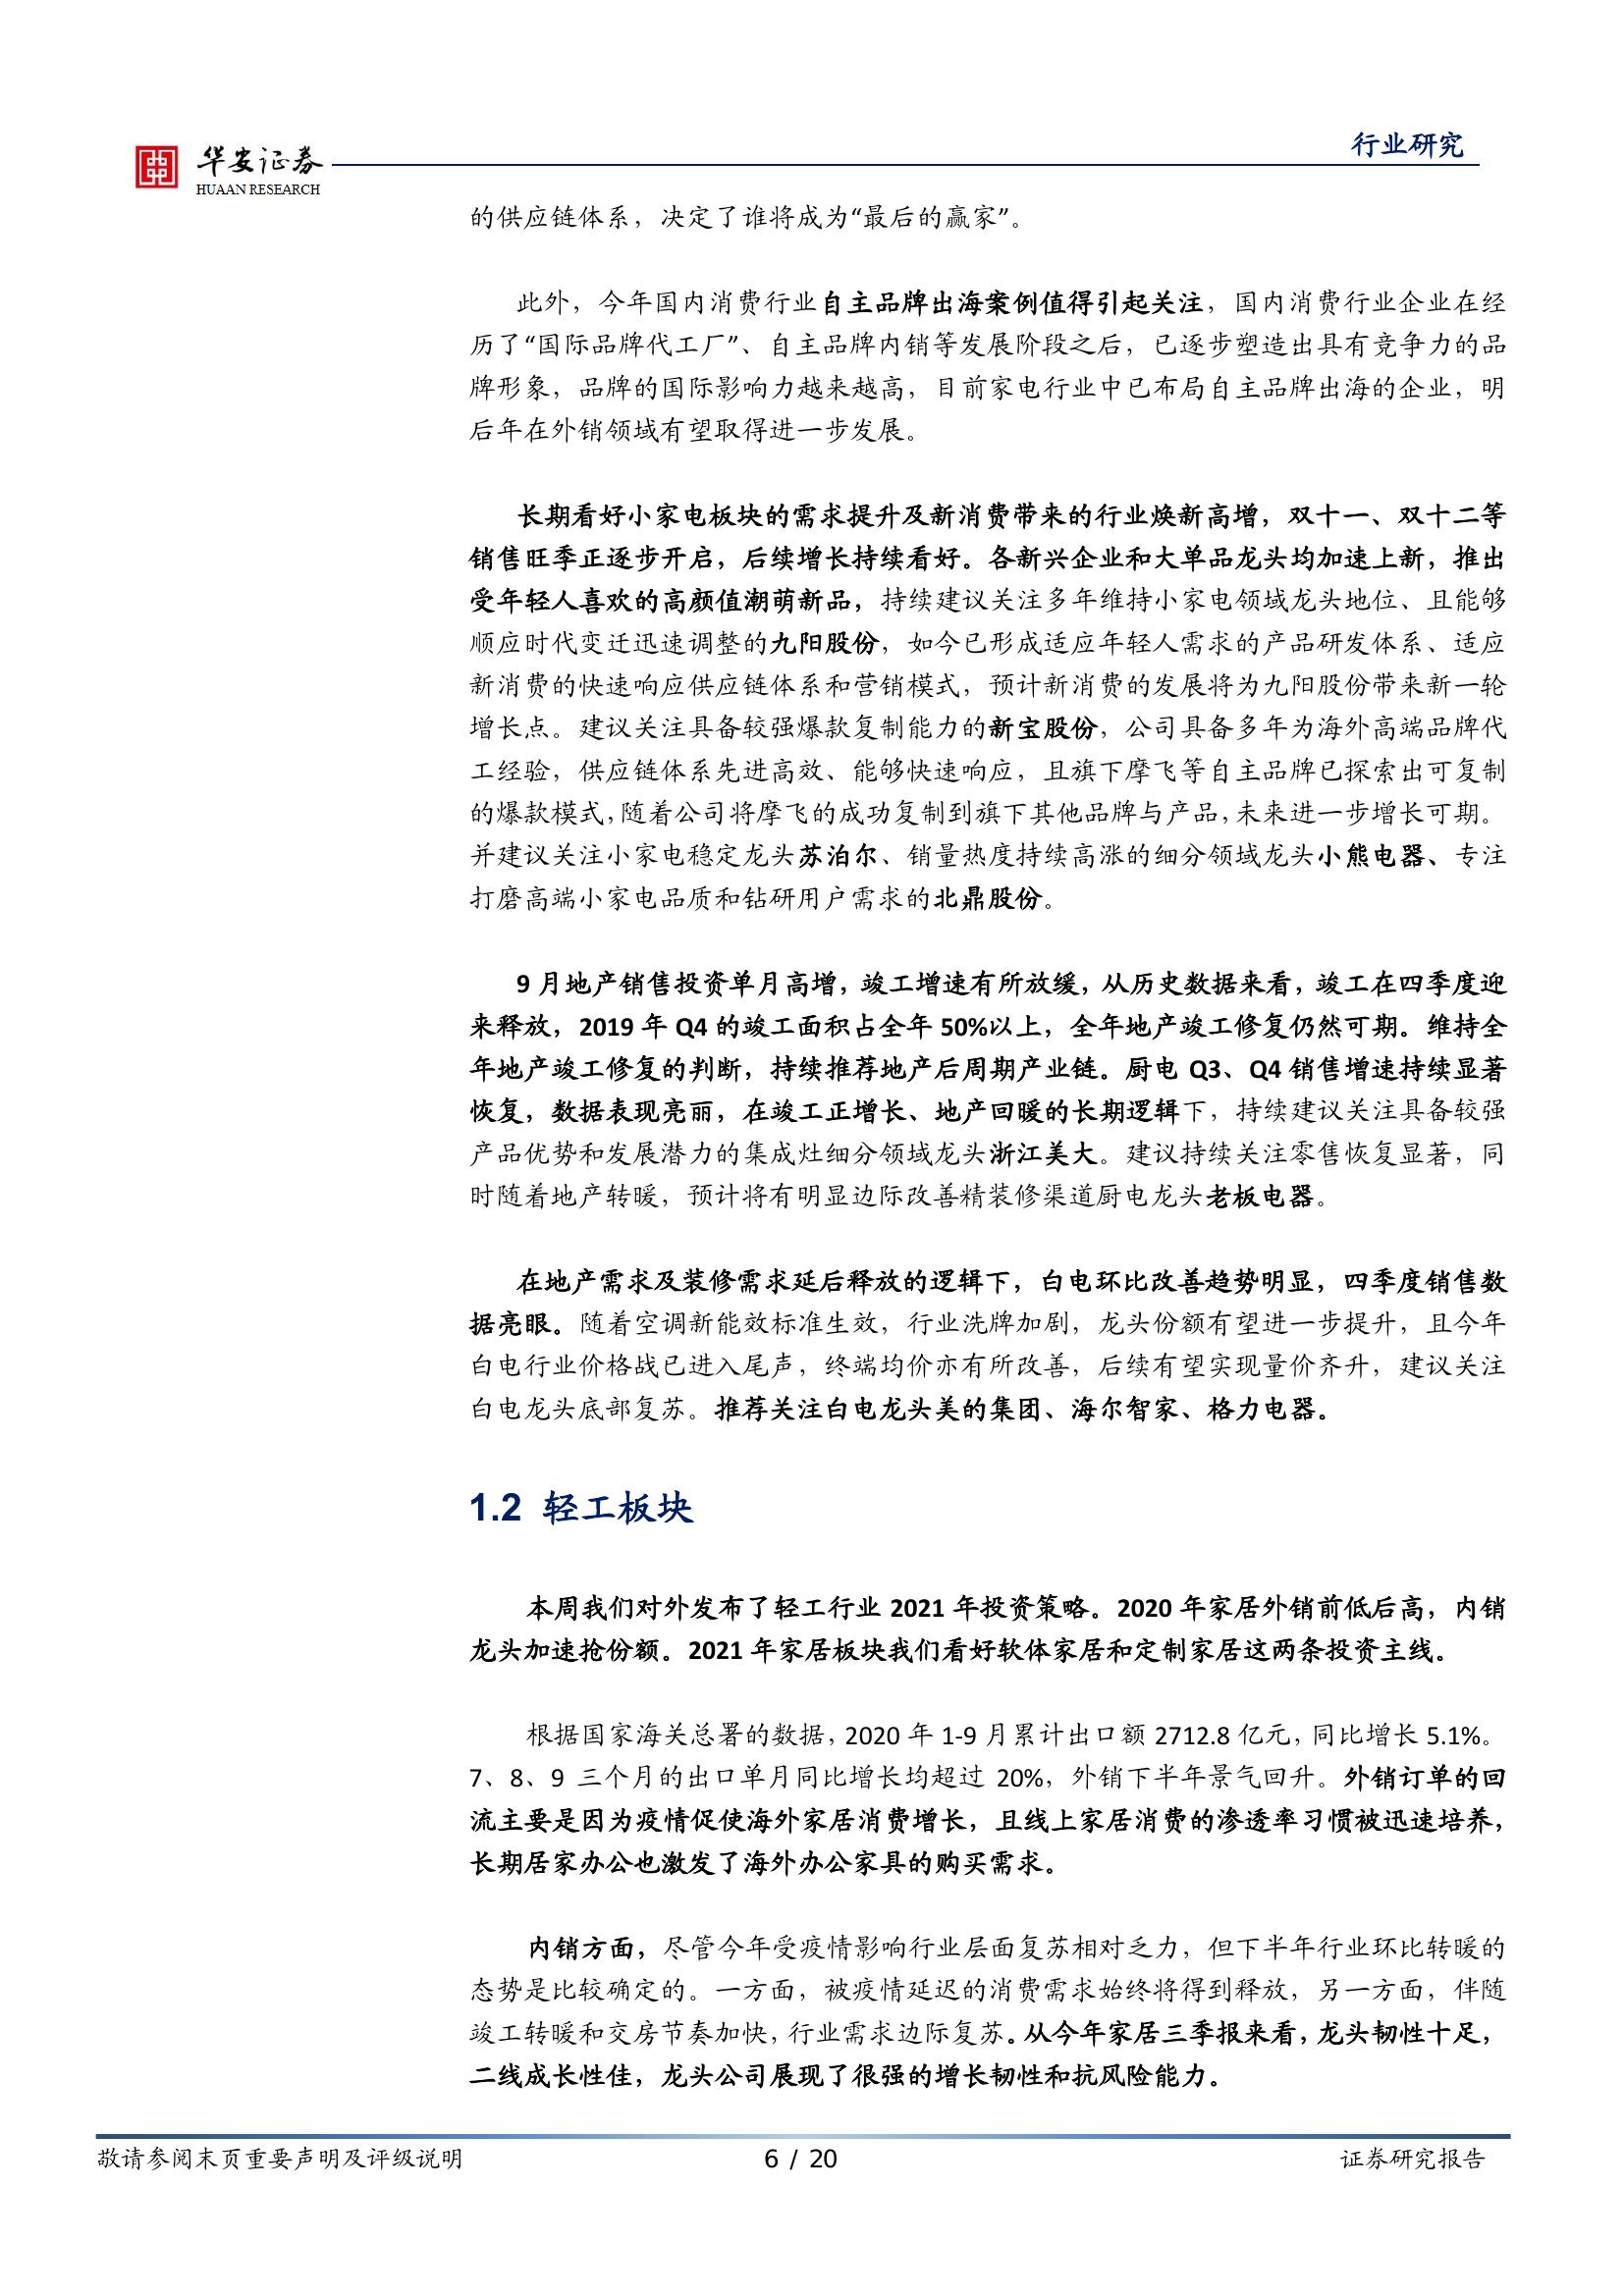 行业研究
华安证券
HUAAN RESEARCH
的供应链体系，决定了谁将成为“最后的赢家”。
此外，今年国内消费行业自主品牌出海案例值得引起关注，国内消费行业企业在经
历了“国际品牌代工厂”、自主品牌内销等发展阶段之后，已逐步塑造出具有竞争力的品
牌形象，品牌的国际影响力越来越高，目前家电行业中已布局自主品牌出海的企业，明
后年在外销领域有望取得进一步发展。
长期看好小家电板块的需求提升及新消费带来的行业焕新高增，双十一、双十二等
销售旺季正逐步开启，后续增长持续看好。各新兴企业和大单品龙头均加速上新，推出
受年轻人喜欢的高颜值潮萌新品，持续建议关注多年维持小家电领域龙头地位、且能够
顺应时代变迁迅速调整的九阳股份，如今已形成适应年轻人需求的产品研发体系、适应
新消费的快速响应供应链体系和营销模式，预计新消费的发展将为九阳股份带来新一轮
增长点。建议关注具备较强爆款复制能力的新宝股份，公司具备多年为海外高端品牌代
工经验，供应链体系先进高效、能够快速响应，且旗下摩飞等自主品牌已探索出可复制
的爆款模式，随着公司将摩飞的成功复制到旗下其他品牌与产品，未来进一步增长可期。
并建议关注小家电稳定龙头苏泊尔、销量热度持续高涨的细分领域龙头小熊电器、专注
打磨高端小家电品质和钻研用户需求的北鼎股份。
9 月地产销售投资单月高增，竣工增速有所放缓，从历史数据来看，竣工在四季度迎
来释放，2019 年 Q4 的竣工面积占全年 50%以上，全年地产竣工修复仍然可期。维持全
年地产竣工修复的判断，持续推荐地产后周期产业链。厨电 Q3、Q4 销售增速持续显著
恢复，数据表现亮丽，在竣工正增长、地产回暖的长期逻辑下，持续建议关注具备较强
产品优势和发展潜力的集成灶细分领域龙头浙江美大。建议持续关注零售恢复显著，同
时随着地产转暖，预计将有明显边际改善精装修渠道厨电龙头老板电器。
在地产需求及装修需求延后释放的逻辑下，白电环比改善趋势明显，四季度销售数
据亮眼。随着空调新能效标准生效，行业洗牌加剧，龙头份额有望进一步提升，且今年
白电行业价格战已进入尾声，终端均价亦有所改善，后续有望实现量价齐升，建议关注
白电龙头底部复苏。推荐关注白电龙头美的集团、海尔智家、格力电器。
1.2 轻工板块
本周我们对外发布了轻工行业 2021 年投资策略。2020 年家居外销前低后高，内销
龙头加速抢份额。2021 年家居板块我们看好软体家居和定制家居这两条投资主线。
根据国家海关总署的数据，2020 年 1-9 月累计出口额 2712.8 亿元，同比增长 5.1%。
7、8、9 三个月的出口单月同比增长均超过 20%，外销下半年景气回升。外销订单的回
流主要是因为疫情促使海外家居消费增长，且线上家居消费的渗透率习惯被迅速培养，
长期居家办公也激发了海外办公家具的购买需求。
内销方面，尽管今年受疫情影响行业层面复苏相对乏力，但下半年行业环比转暖的
态势是比较确定的。一方面，被疫情延迟的消费需求始终将得到释放，另一方面，伴随
竣工转暖和交房节奏加快，行业需求边际复苏。从今年家居三季报来看，龙头韧性十足，
二线成长性佳，龙头公司展现了很强的增长韧性和抗风险能力。
敬请参阅末页重要声明及评级说明
6 / 20
证券研究报告